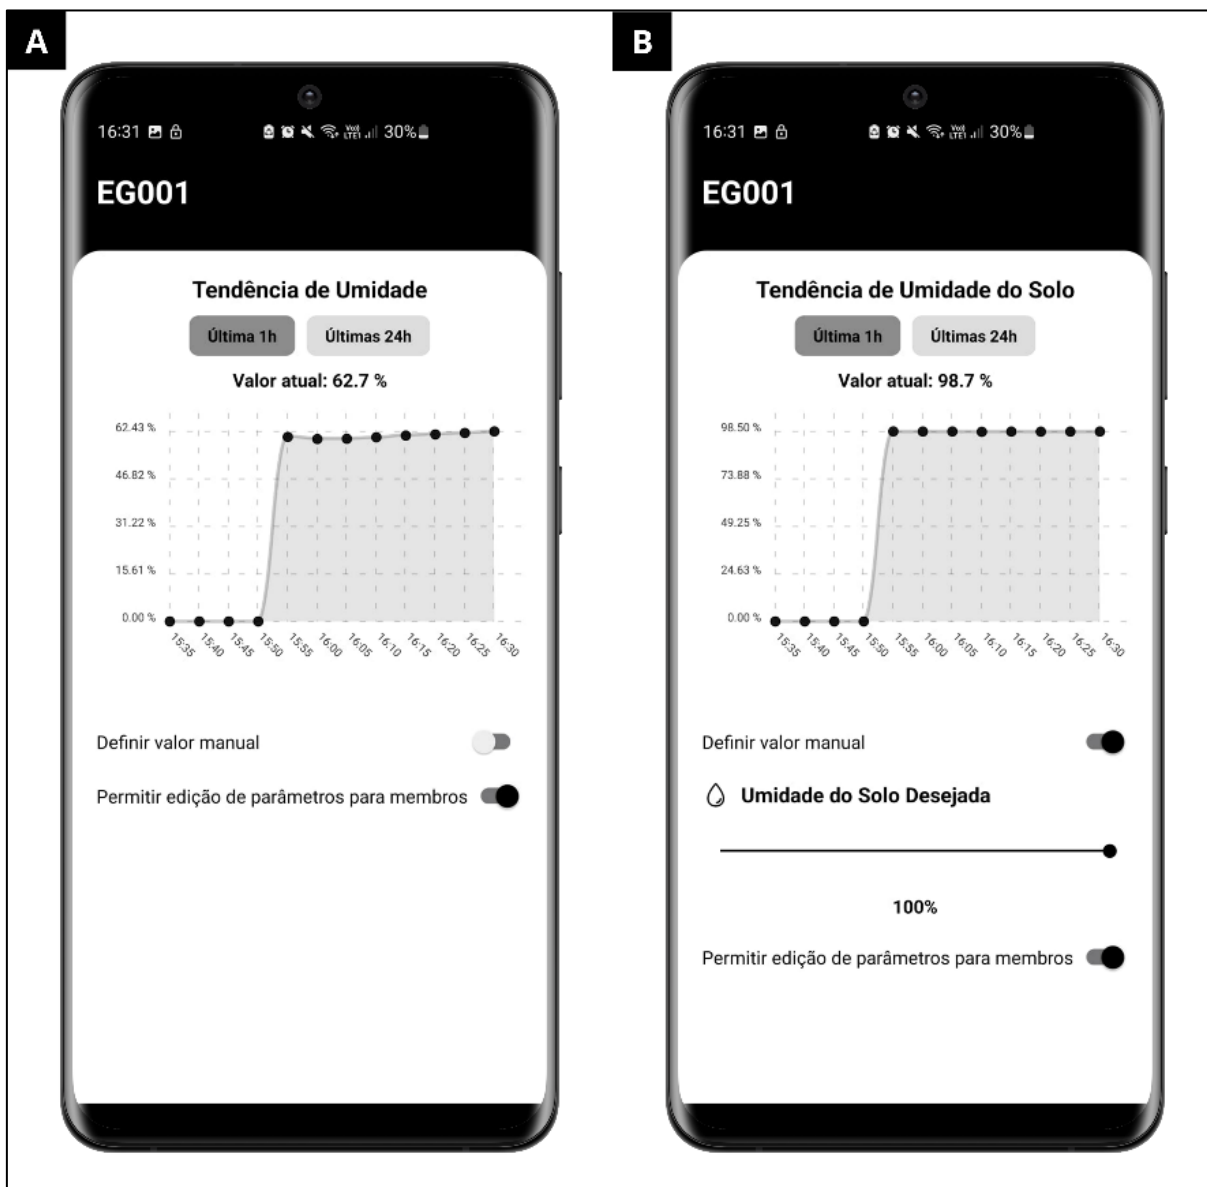 A
16:31 30%
EG001
Tendência de Umidade
Última 1h Últimas 24h
Valor atual: 62.7 %
62.43 %
46.82 %
31.22 %
15.61 %
0.00 %
15:35 15:40 15:45 15:50 15:55 16:00 16:05 16:10 16:15 16:20 16:25 16:30
Definir valor manual
Permitir edição de parâmetros para membros
B
16:31 30%
EG001
Tendência de Umidade do Solo
Última 1h Últimas 24h
Valor atual: 98.7 %
98.50 %
73.88 %
49.25 %
24.63 %
0.00 %
15:35 15:40 15:45 15:50 15:55 16:00 16:05 16:10 16:15 16:20 16:25 16:30
Definir valor manual
Umidade do Solo Desejada
100%
Permitir edição de parâmetros para membros